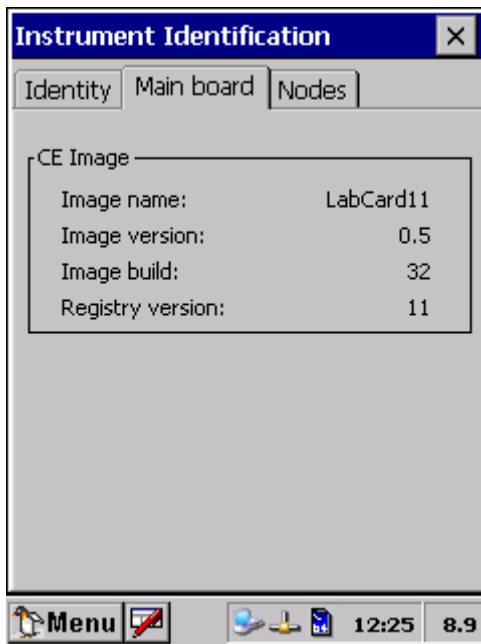 Instrument Identification
Identity Main board Nodes
CE Image
Image name: LabCard11
Image version: 0.5
Image build: 32
Registry version: 11
Menu 12:25 8.9